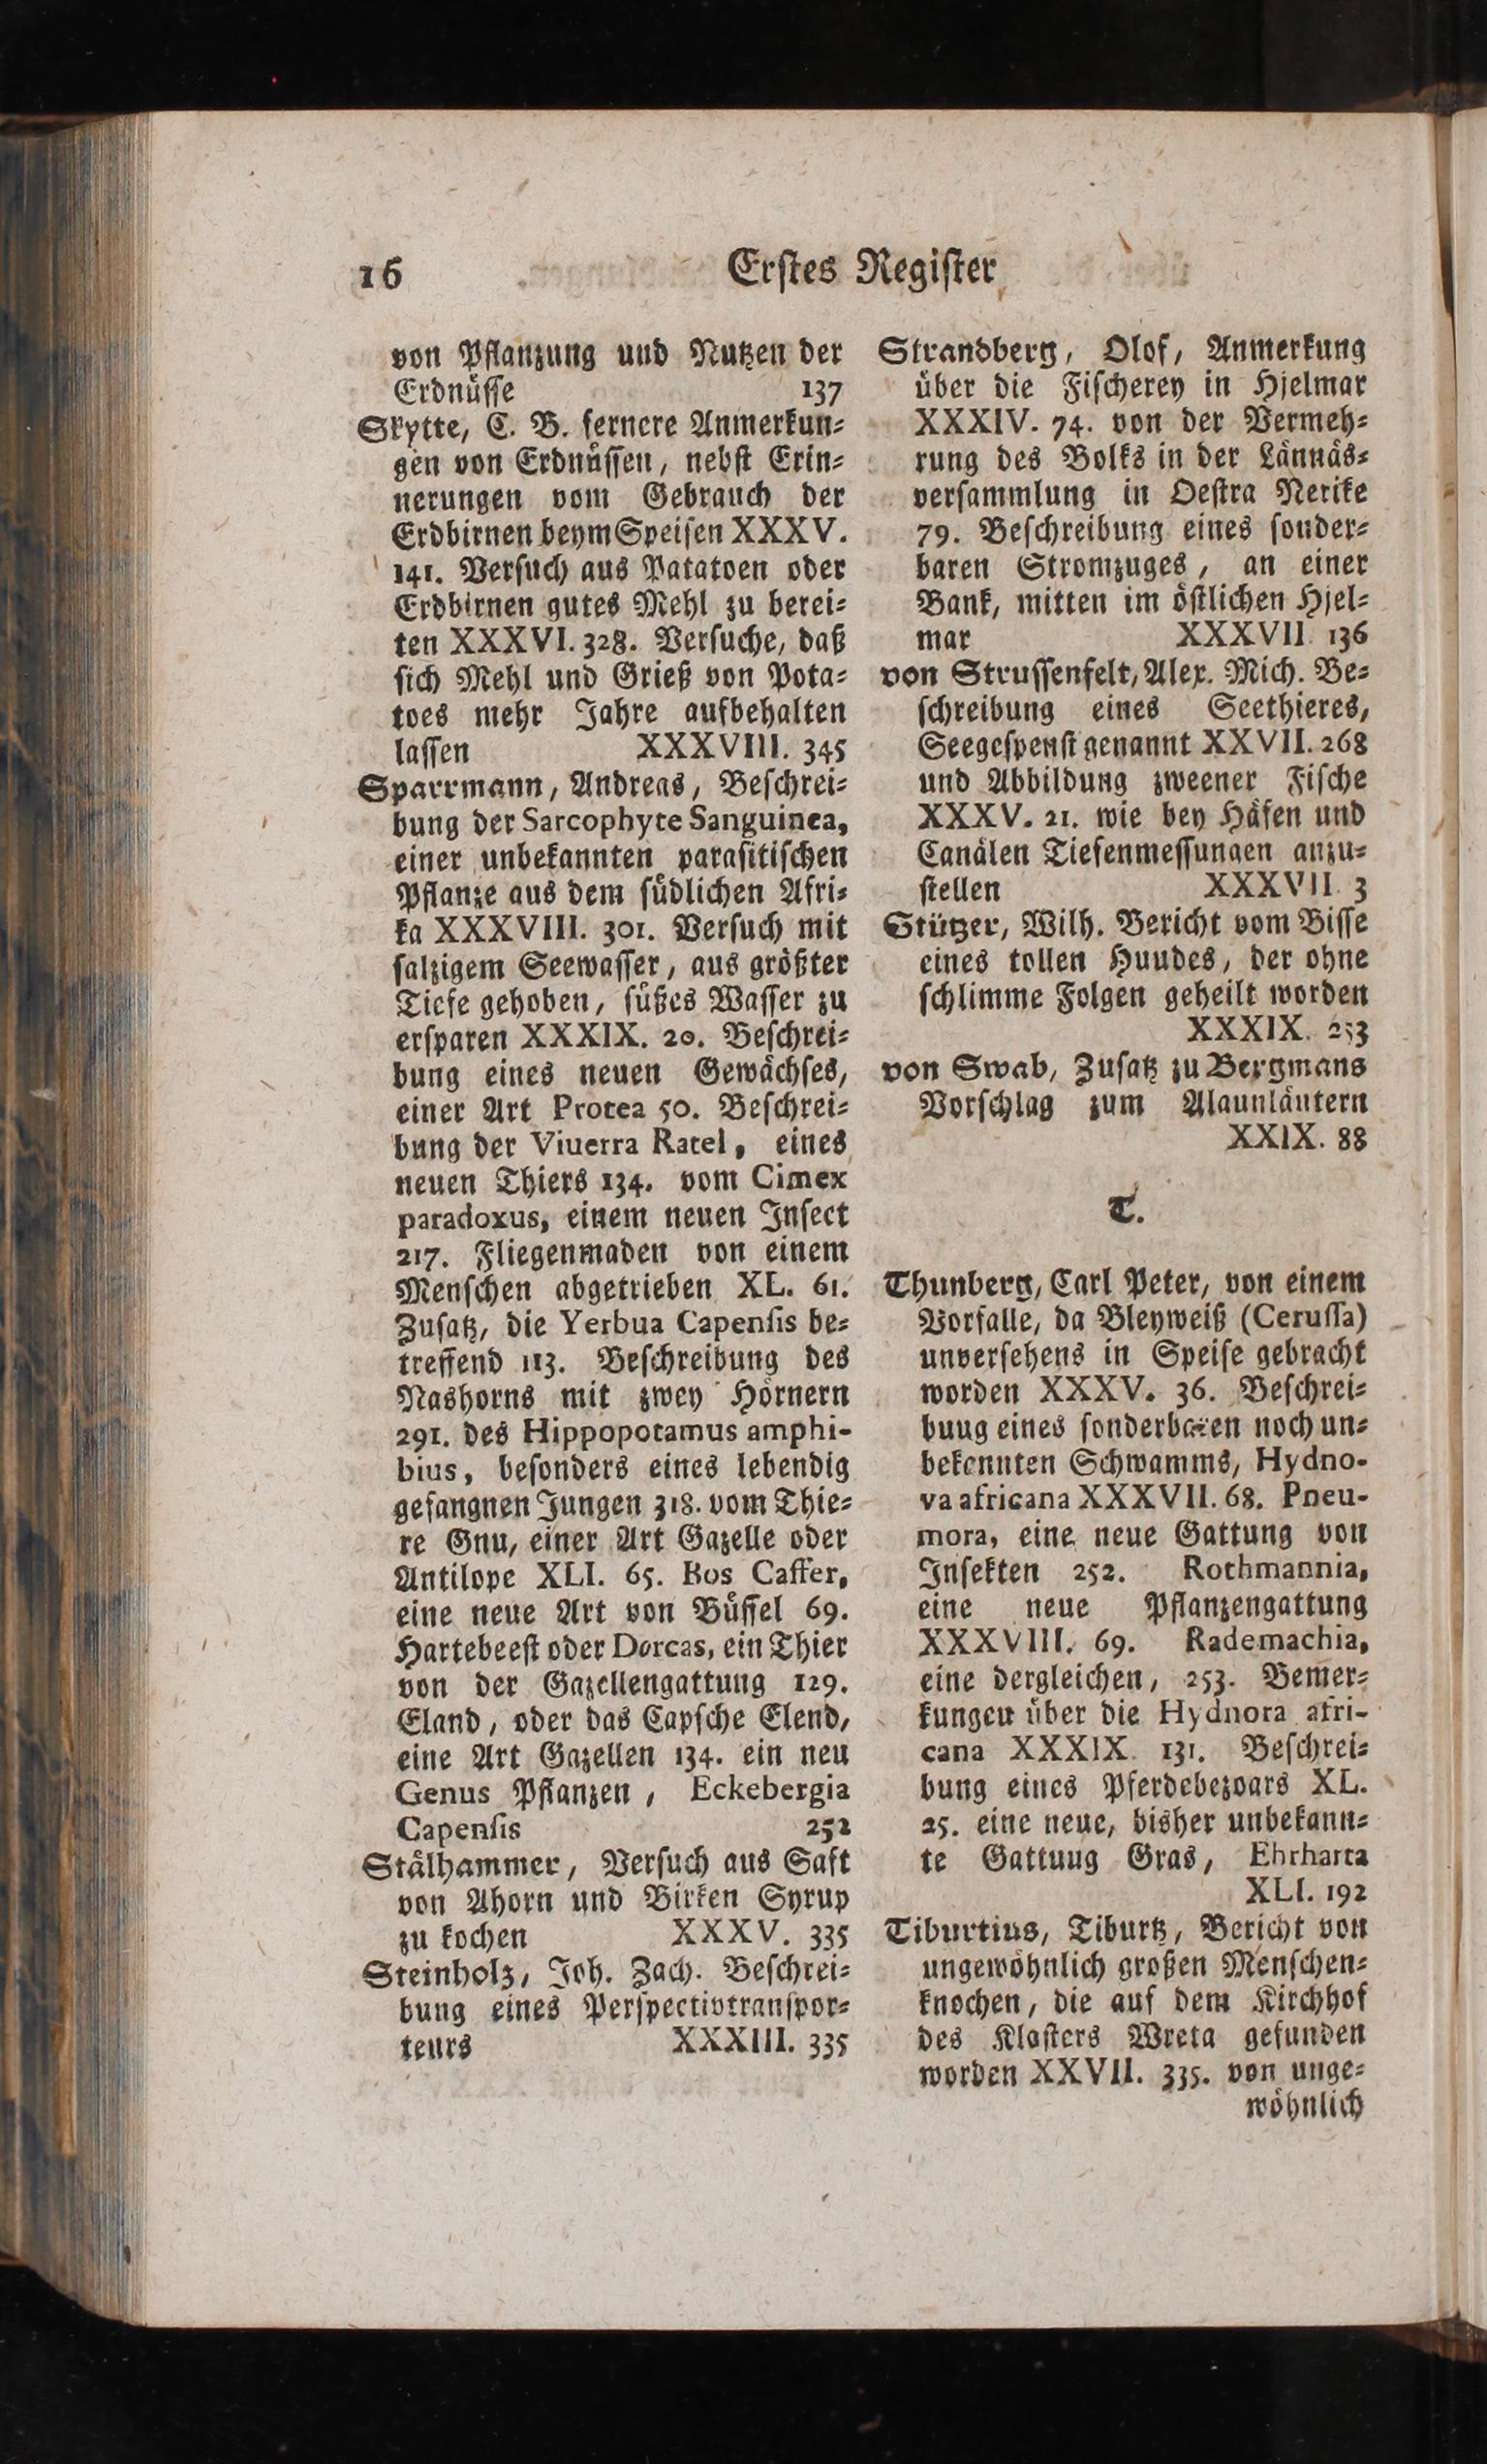 16
Erſtes Regiſter
von Pflanzung und Nutzen der
Erdnüſſe 137
Skytte, C. B. fernere Anmerkun⸗
gen von Erdnüſſen, nebſt Erin⸗
nerungen vom Gebrauch der
Erdbirnen beym Speiſen XXXV.
141. Verſuch aus Patatoen oder
Erdbirnen gutes Mehl zu berei⸗
ten XXXVI. 328. Verſuche, daß
ſich Mehl und Grieß von Pota⸗
toes mehr Jahre aufbehalten
laſſen XXXVIII. 345
Sparrmann, Andreas, Beſchrei⸗
bung der Sarcophyte Sanguinea,
einer unbekannten paraſitiſchen
Pflanze aus dem ſüdlichen Afri⸗
ka XXXVIII. 301. Verſuch mit
ſalzigem Seewaſſer, aus größter
Tiefe gehoben, ſüßes Waſſer zu
erſparen XXXIX. 20. Beſchrei⸗
bung eines neuen Gewächſes,
einer Art Protea 50. Beſchrei⸗
bung der Viuerra Ratel, eines
neuen Thiers 134. vom Cimex
paradoxus, einem neuen Inſect
217. Fliegenmaden von einem
Menſchen abgetrieben XL. 61.
Zuſatz, die Yerbua Capenſis be⸗
treffend 113. Beſchreibung des
Nashorns mit zwey Hörnern
291. des Hippopotamus amphi-
bius, beſonders eines lebendig
gefangnen Jungen 318. vom Thie⸗
re Gnu, einer Art Gazelle oder
Antilope XLI. 65. Bos Caffer,
eine neue Art von Büffel 69.
Hartebeeſt oder Dorcas, ein Thier
von der Gazellengattung 129.
Eland, oder das Capſche Elend,
eine Art Gazellen 134. ein neu
Genus Pflanzen, Eckebergia
Capenſis 252
Stålhammer, Verſuch aus Saft
von Ahorn und Birken Syrup
zu kochen XXXV. 335
Steinholz, Joh. Zach. Beſchrei⸗
bung eines Perſpectivtranſpor⸗
teurs XXXIII. 335
Strandberg, Olof, Anmerkung
über die Fiſcherey in Hjelmar
XXXIV. 74. von der Vermeh⸗
rung des Volks in der Lännäs⸗
verſammlung in Oeſtra Nerike
79. Beſchreibung eines ſonder⸗
baren Stromzuges, an einer
Bank, mitten im öſtlichen Hjel⸗
mar XXXVII. 136
von Struſſenfelt, Alex. Mich. Be⸗
ſchreibung eines Seethieres,
Seegeſpenſt genannt XXVII. 268
und Abbildung zweener Fiſche
XXXV. 21. wie bey Häfen und
Canälen Tiefenmeſſungen anzu⸗
ſtellen XXXVII. 3
Stützer, Wilh. Bericht vom Biſſe
eines tollen Huudes, der ohne
ſchlimme Folgen geheilt worden
XXXIX. 253
von Swab, Zuſatz zu Bergmans
Vorſchlag zum Alaunläutern
XXIX. 88
T.
Thunberg, Carl Peter, von einem
Vorfalle, da Bleyweiß (Ceruſſa)
unverſehens in Speiſe gebracht
worden XXXV. 36. Beſchrei⸗
buug eines ſonderbaren noch un⸗
bekannten Schwamms, Hydno-
va africana XXXVII. 68. Pneu-
mora, eine neue Gattung von
Inſekten 252. Rothmannia,
eine neue Pflanzengattung
XXXVIII. 69. Rademachia,
eine dergleichen, 253. Bemer⸗
kungen über die Hydnora afri-
cana XXXIX. 131. Beſchrei⸗
bung eines Pferdebezoars XL.
25. eine neue, bisher unbekann⸗
te Gattuug Gras, Ehrharta
XLI. 192
Tiburtius, Tiburtz, Bericht von
ungewöhnlich großen Menſchen⸗
knochen, die auf dem Kirchhof
des Klaſters Wreta gefunden
worden XXVII. 335. von unge⸗
wöhnlich